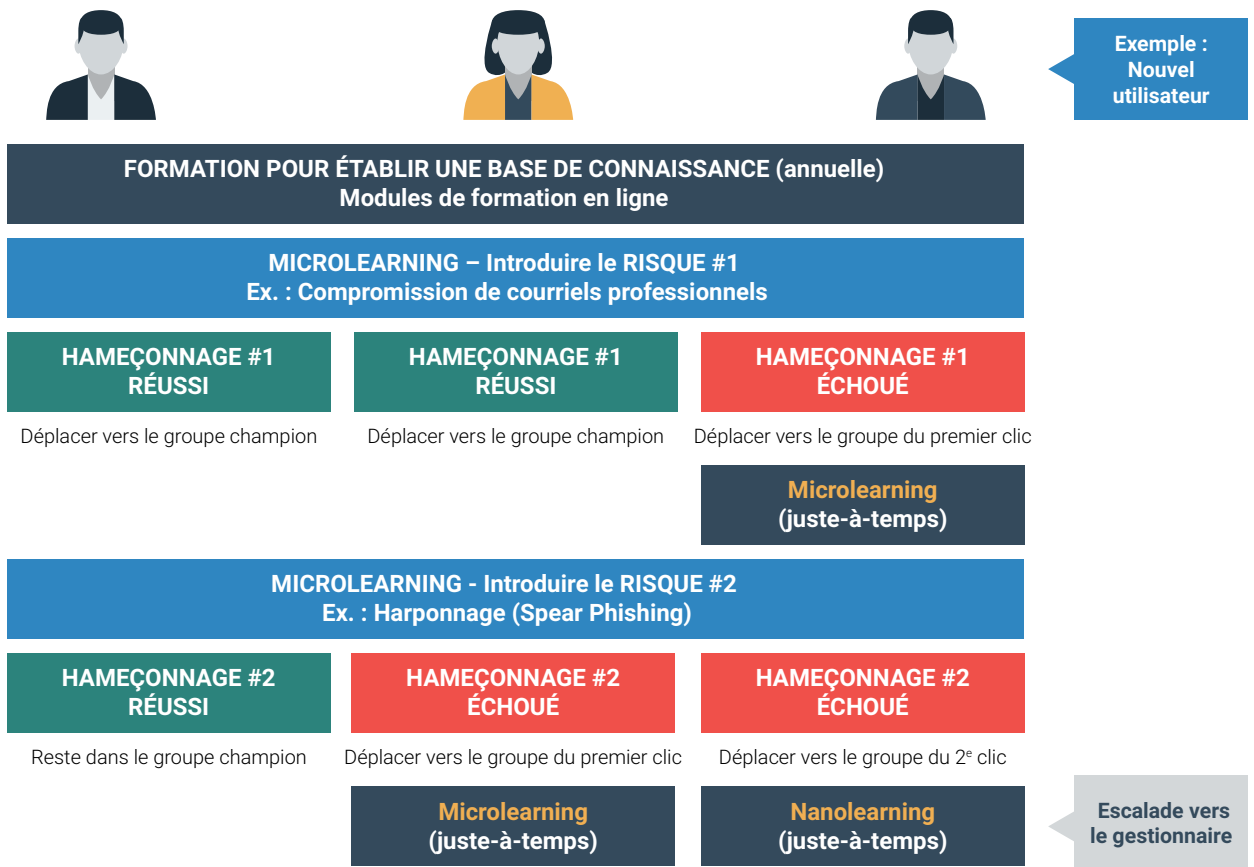 Exemple :
Nouvel
utilisateur
FORMATION POUR ÉTABLIR UNE BASE DE CONNAISSANCE (annuelle)
Modules de formation en ligne
MICROLEARNING – Introduire le RISQUE #1
Ex. : Compromission de courriels professionnels
HAMEÇONNAGE #1
RÉUSSI
Déplacer vers le groupe champion
HAMEÇONNAGE #1
RÉUSSI
Déplacer vers le groupe champion
HAMEÇONNAGE #1
ÉCHOUÉ
Déplacer vers le groupe du premier clic
Microlearning
(juste-à-temps)
MICROLEARNING - Introduire le RISQUE #2
Ex. : Harponnage (Spear Phishing)
HAMEÇONNAGE #2
RÉUSSI
Reste dans le groupe champion
HAMEÇONNAGE #2
ÉCHOUÉ
Déplacer vers le groupe du premier clic
Microlearning
(juste-à-temps)
HAMEÇONNAGE #2
ÉCHOUÉ
Déplacer vers le groupe du 2e clic
Nanolearning
(juste-à-temps)
Escalade vers
le gestionnaire